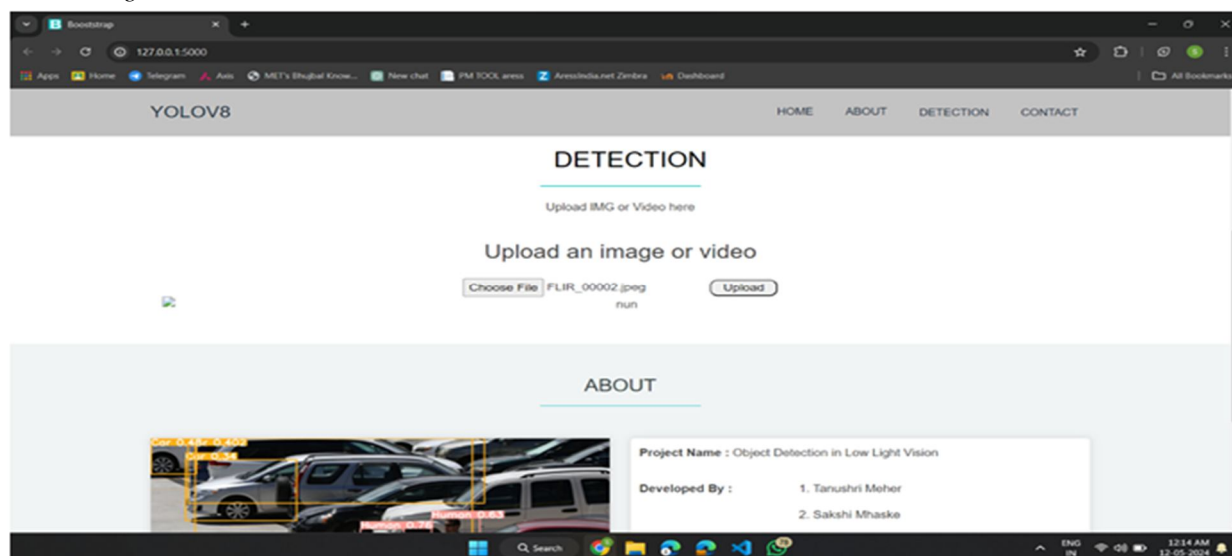 Booststrap
127.0.0.1:5000
Apps Home Telegram Axis MET's Bhujbal Know... New chat PM TOOL aress AressIndia.net Zimbra Dashboard All Bookmarks
YOLOV8 HOME ABOUT DETECTION CONTACT
DETECTION
Upload IMG or Video here
Upload an image or video
Choose File FLIR_00002.jpeg Upload
nun
ABOUT
Car 0.34
Human 0.63
Human 0.76
Project Name : Object Detection in Low Light Vision
Developed By : 1. Tanushri Meher
2. Sakshi Mhaske
Search
ENG
IN
12:14 AM
12-05-2024